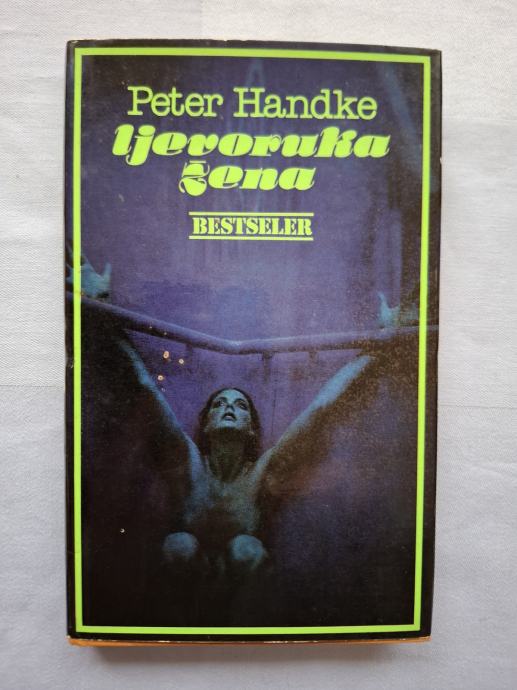 Peter Handke
ljevoruka
žena
BESTSELER